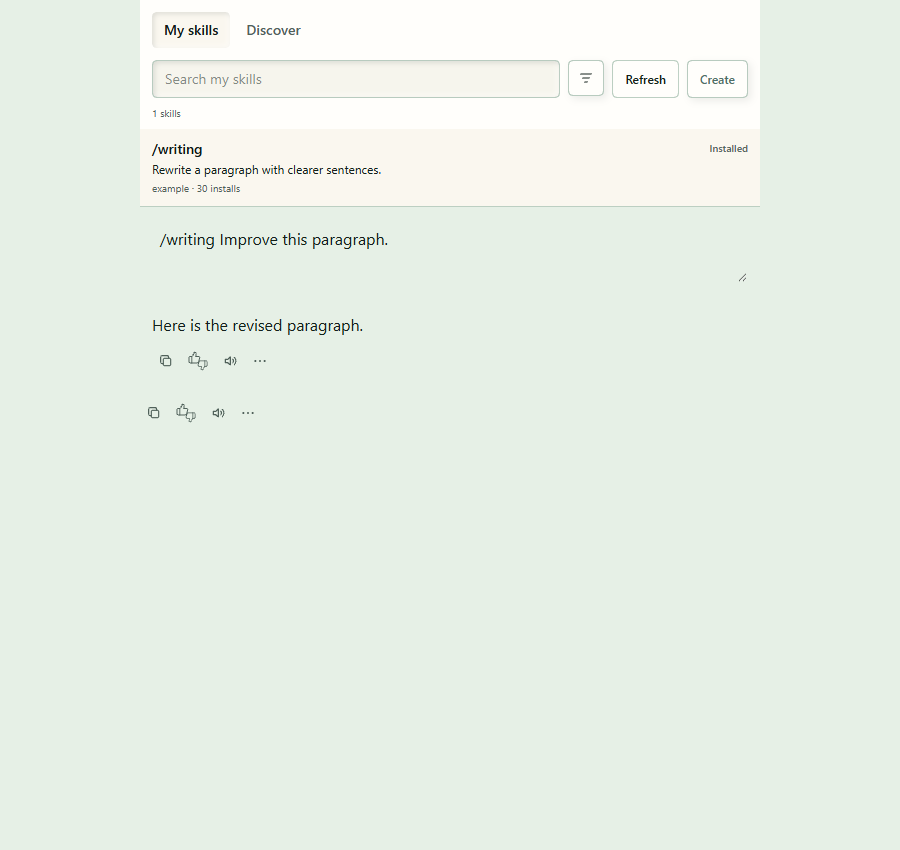 My skills Discover
Search my skills Refresh Create
1 skills
/writing Installed
Rewrite a paragraph with clearer sentences.
example · 30 installs
/writing Improve this paragraph.
Here is the revised paragraph.